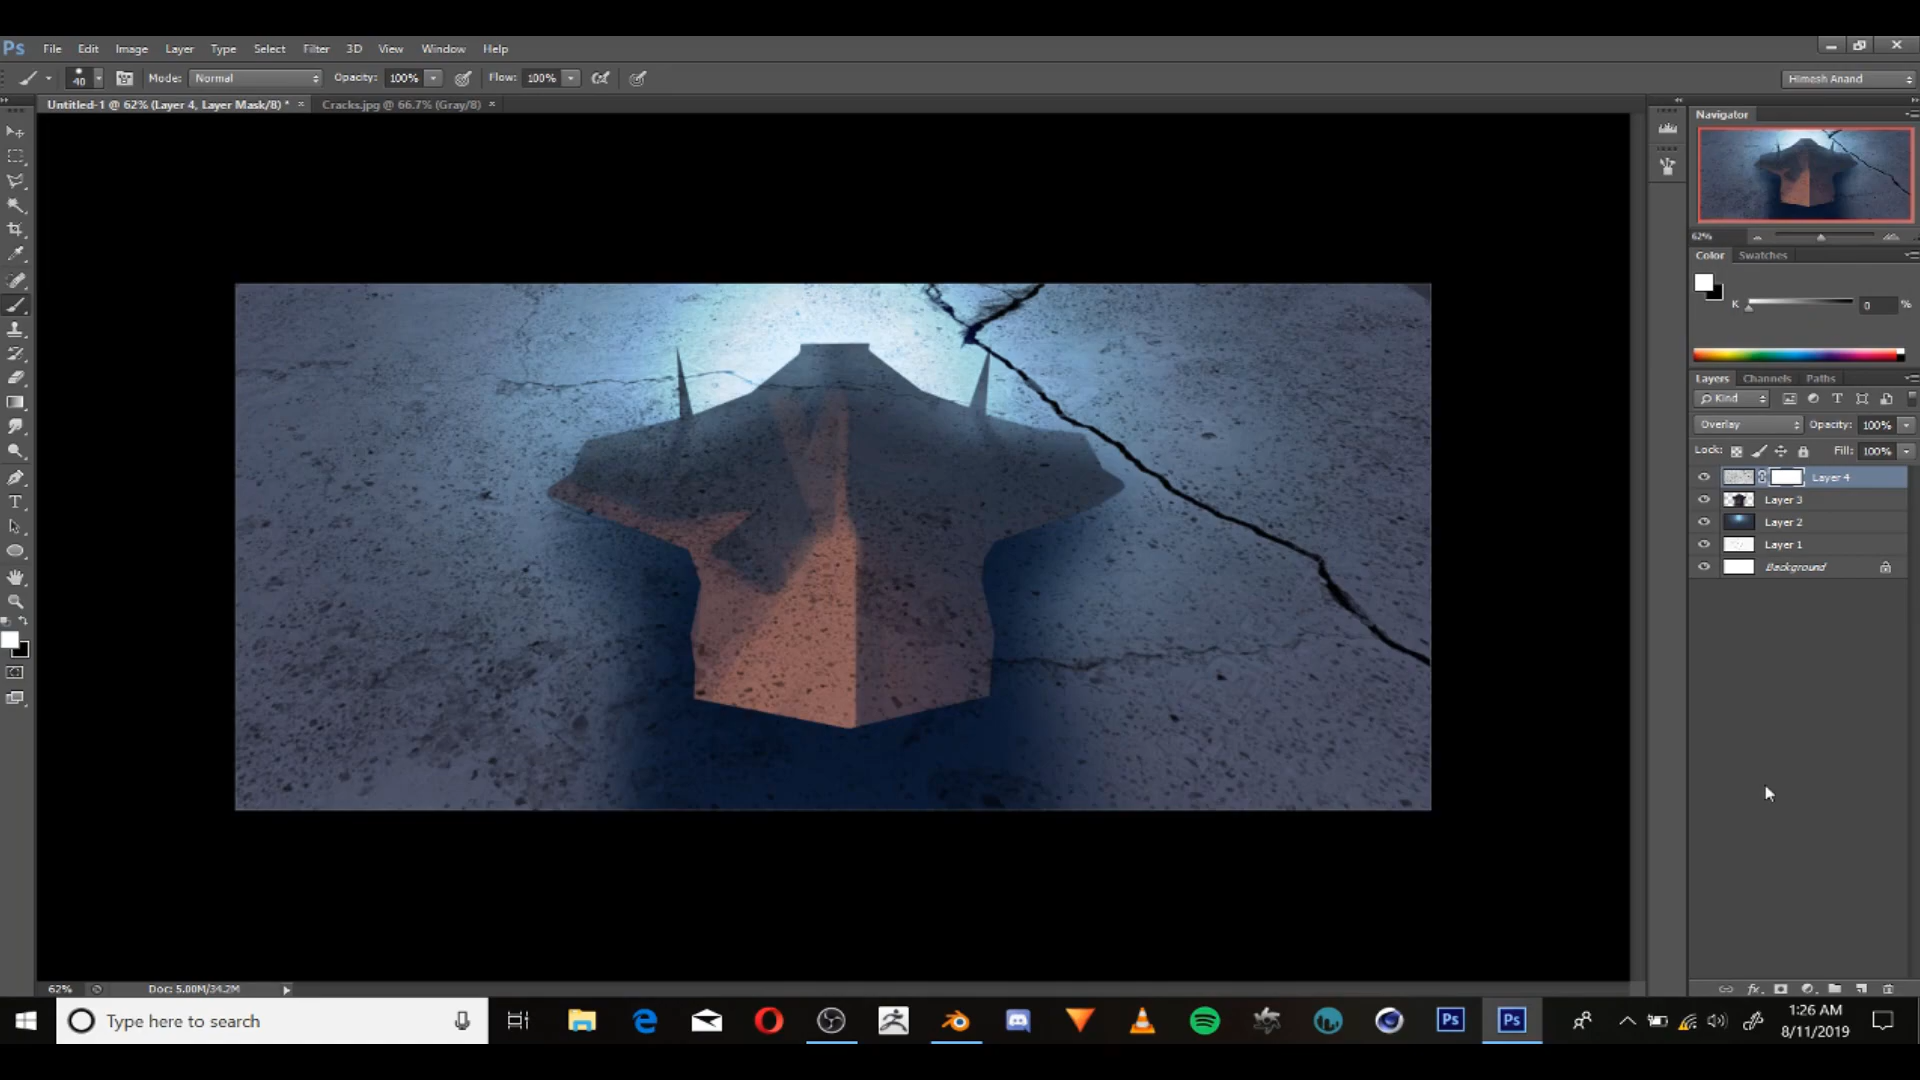 Ps File Edit Image Layer Type Select Filter 3D View Window Help
40 Mode: Normal Opacity: 100% Flow: 100% Himesh Anand
Untitled-1 @ 62% (Layer 4, Layer Mask/8) * × Cracks.jpg @ 66.7% (Gray/8) ×
Navigator
62%
Color Swatches
K 0 %
Layers Channels Paths
Kind
Overlay Opacity: 100%
Lock: Fill: 100%
Layer 4
Layer 3
Layer 2
Layer 1
Background
62% Doc: 5.00M/34.2M
Type here to search
Ps Ps
1:26 AM
8/11/2019